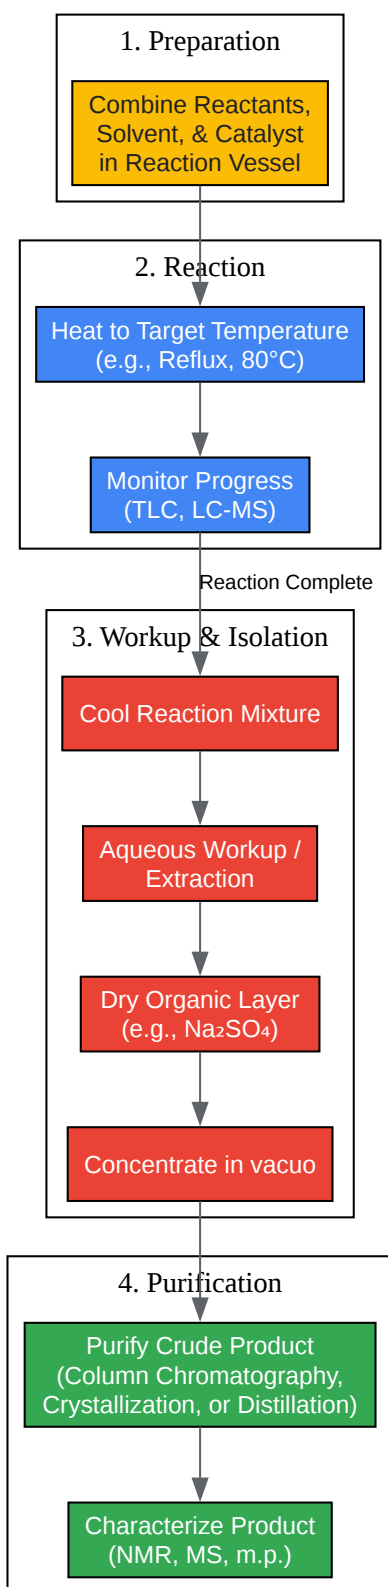 1. Preparation
Combine Reactants,
Solvent, & Catalyst
in Reaction Vessel
2. Reaction
Heat to Target Temperature
(e.g., Reflux, 80°C)
Monitor Progress
(TLC, LC-MS)
Reaction Complete
3. Workup & Isolation
Cool Reaction Mixture
Aqueous Workup /
Extraction
Dry Organic Layer
(e.g., Na₂SO₄)
Concentrate in vacuo
4. Purification
Purify Crude Product
(Column Chromatography,
Crystallization, or Distillation)
Characterize Product
(NMR, MS, m.p.)